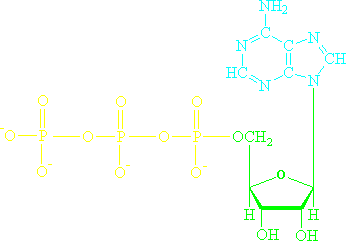 NH2
N C C N
HC N C N CH
O O O
-O P O P O P OCH2
O- O- O- O
H H
OH OH